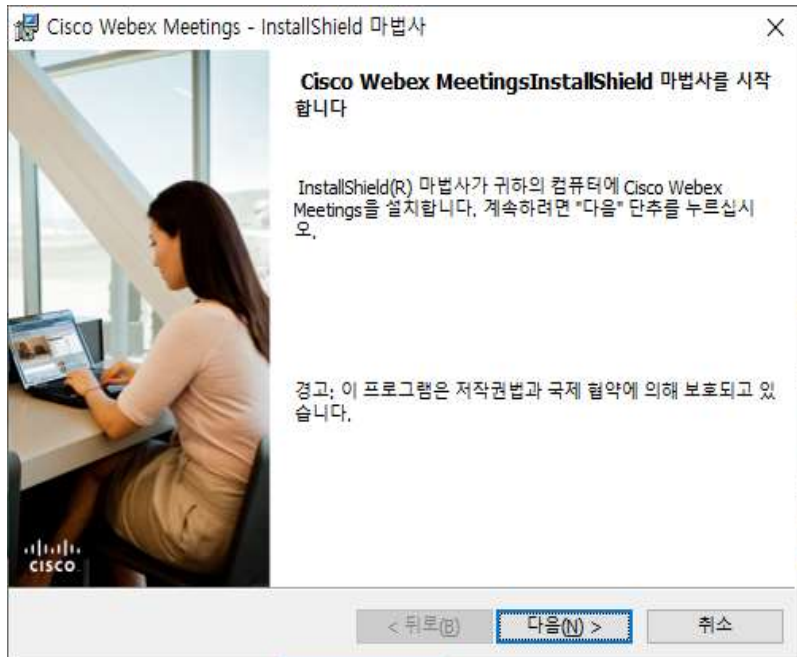 Cisco Webex Meetings - InstallShield 마법사
Cisco Webex MeetingsInstallShield 마법사를 시작
합니다
InstallShield(R) 마법사가 귀하의 컴퓨터에 Cisco Webex
Meetings을 설치합니다. 계속하려면 "다음" 단추를 누르십시
오.
경고: 이 프로그램은 저작권법과 국제 협약에 의해 보호되고 있
습니다.
CISCO
< 뒤로(B)
다음(N) >
취소